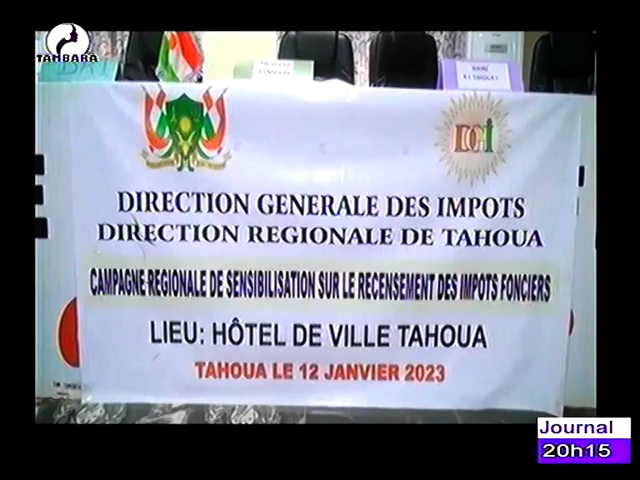 TAMBARA
DGI
DIRECTION GENERALE DES IMPOTS
DIRECTION REGIONALE DE TAHOUA
CAMPAGNE REGIONALE DE SENSIBILISATION SUR LE RECENSEMENT DES IMPOTS FONCIERS
LIEU: HÔTEL DE VILLE TAHOUA
TAHOUA LE 12 JANVIER 2023
Journal
20h15